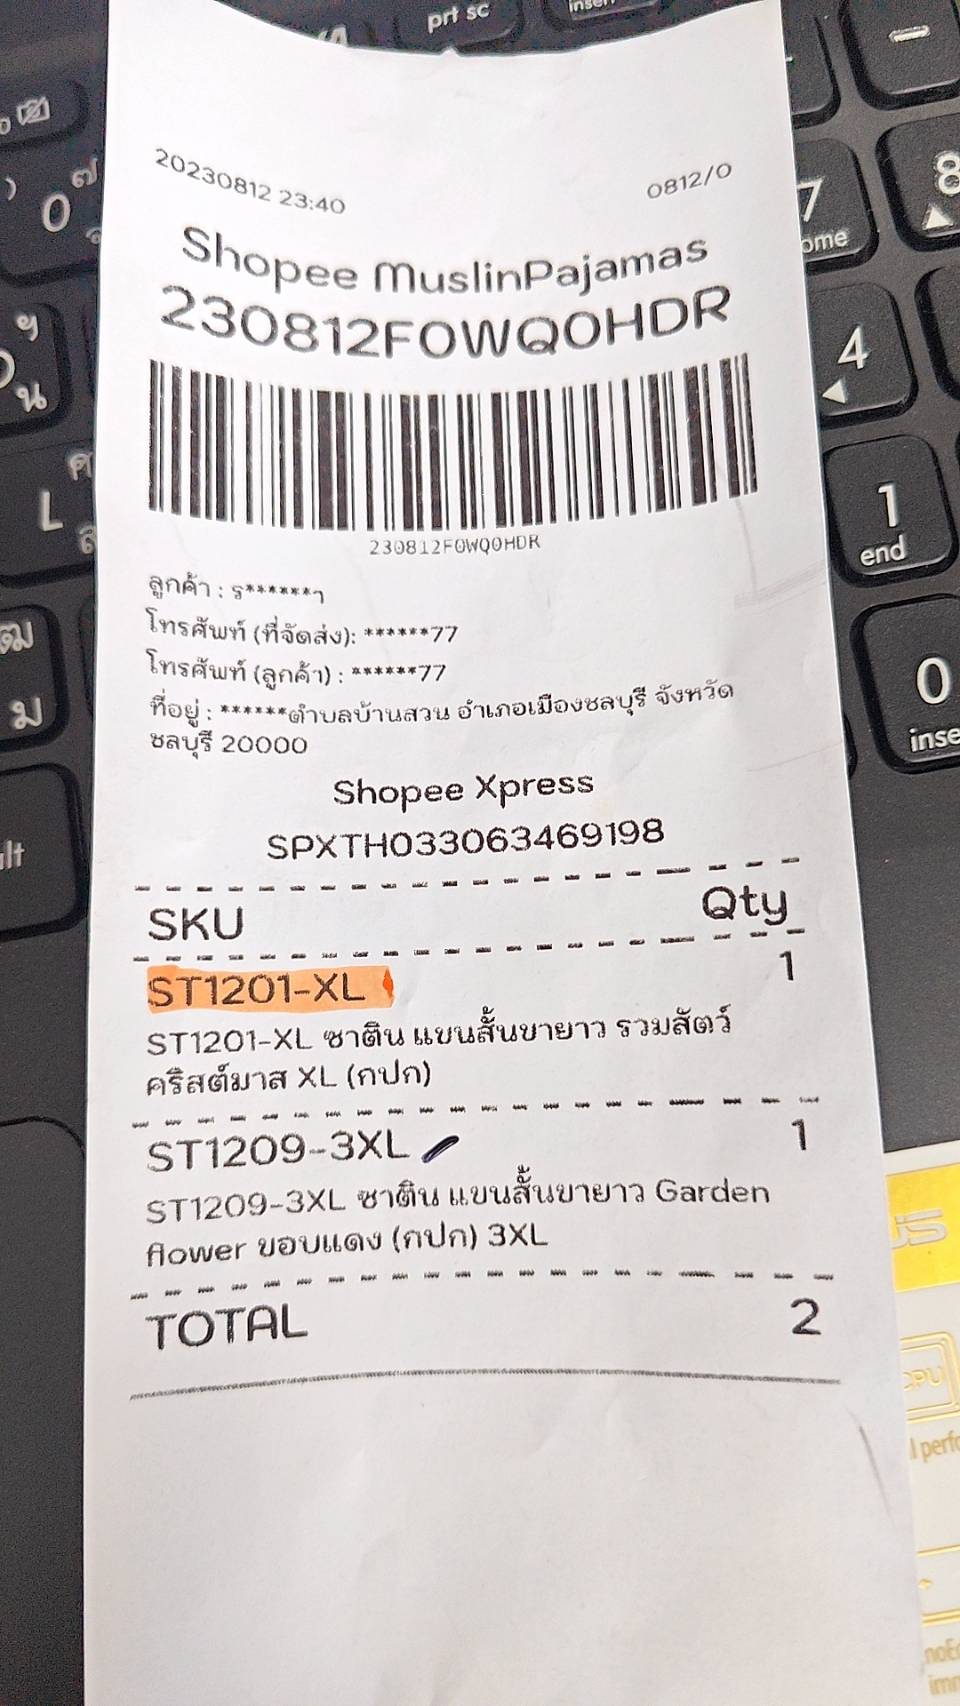 prt sc
20230812 23:40
0812/0
Shopee MuslinPajamas
230812F0WQ0HDR
230812F0WQ0HDR
ลูกค้า : ร******า
โทรศัพท์ (ที่จัดส่ง): ******77
โทรศัพท์ (ลูกค้า) : ******77
ที่อยู่ : ******ตำบลบ้านสวน อำเภอเมืองชลบุรี จังหวัด
ชลบุรี 20000
Shopee Xpress
SPXTH033063469198
SKU Qty
ST1201-XL 1
ST1201-XL ซาติน แขนสั้นขายาว รวมสัตว์
คริสต์มาส XL (กปก)
ST1209-3XL 1
ST1209-3XL ซาติน แขนสั้นขายาว Garden
flower ขอบแดง (กปก) 3XL
TOTAL 2
7
8
4
1
end
0
L
น
ม